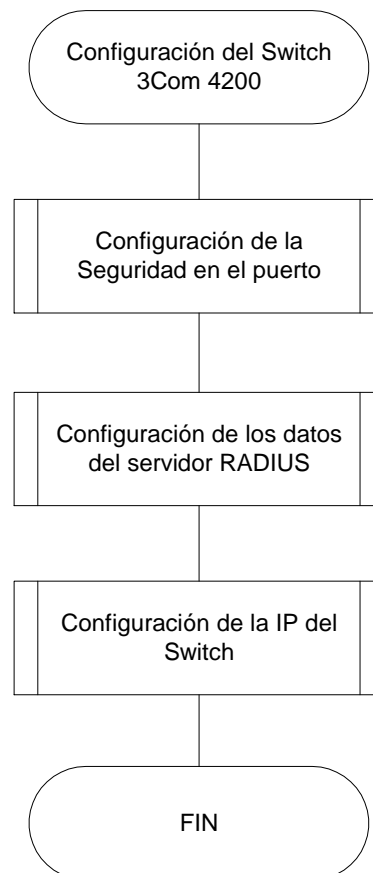 Configuración del Switch
3Com 4200
Configuración de la
Seguridad en el puerto
Configuración de los datos
del servidor RADIUS
Configuración de la IP del
Switch
FIN